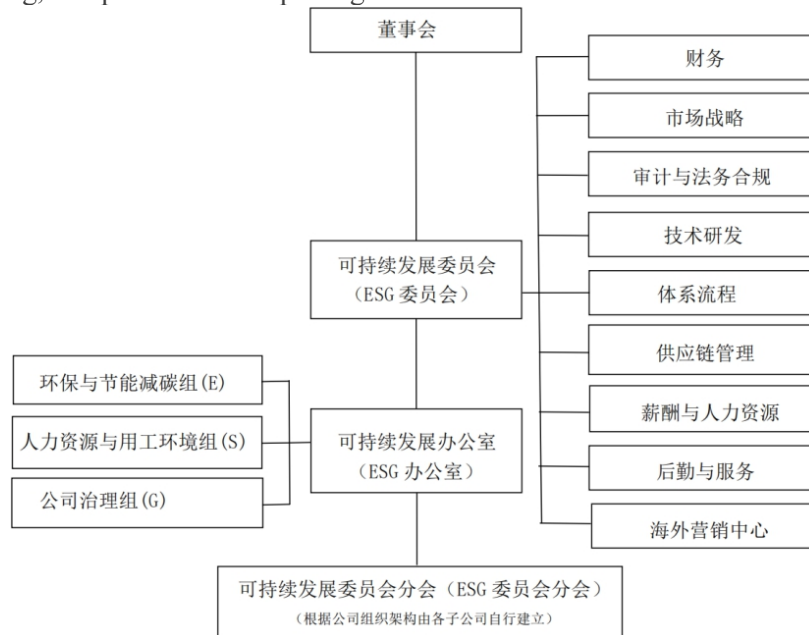 董事会
财务
市场战略
审计与法务合规
技术研发
可持续发展委员会
（ESG 委员会）
体系流程
供应链管理
环保与节能减碳组(E)
薪酬与人力资源
人力资源与用工环境组(S)
可持续发展办公室
（ESG 办公室）
后勤与服务
公司治理组(G)
海外营销中心
可持续发展委员会分会（ESG 委员会分会）
（根据公司组织架构由各子公司自行建立）